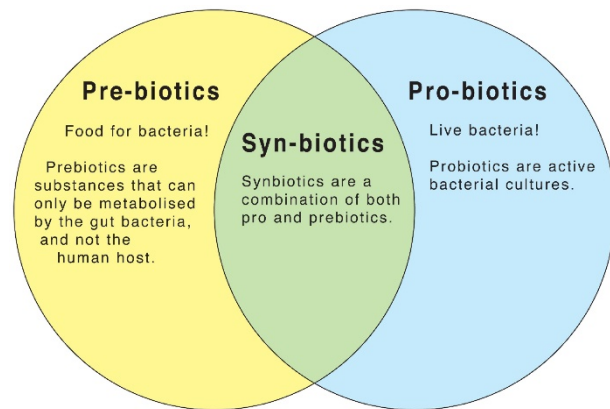 Pre-biotics
Food for bacteria!
Prebiotics are
substances that can
only be metabolised
by the gut bacteria,
and not the
human host.
Syn-biotics
Synbiotics are a
combination of both
pro and prebiotics.
Pro-biotics
Live bacteria!
Probiotics are active
bacterial cultures.